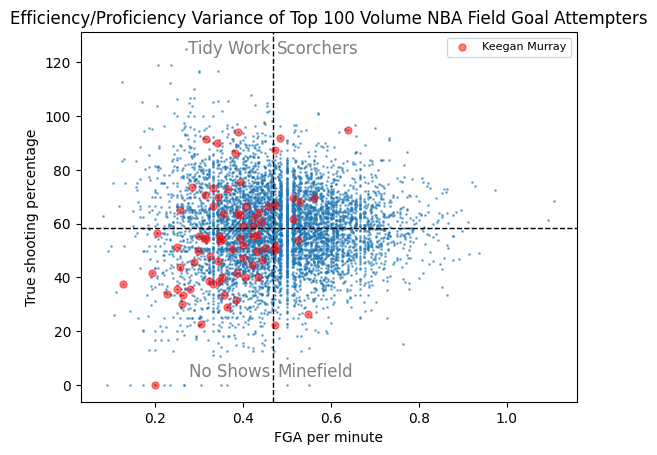 Efficiency/Proficiency Variance of Top 100 Volume NBA Field Goal Attempters
Tidy Work
Scorchers
Keegan Murray
120
100
80
60
40
20
0
True shooting percentage
No Shows
Minefield
0.2
0.4
0.6
0.8
1.0
FGA per minute